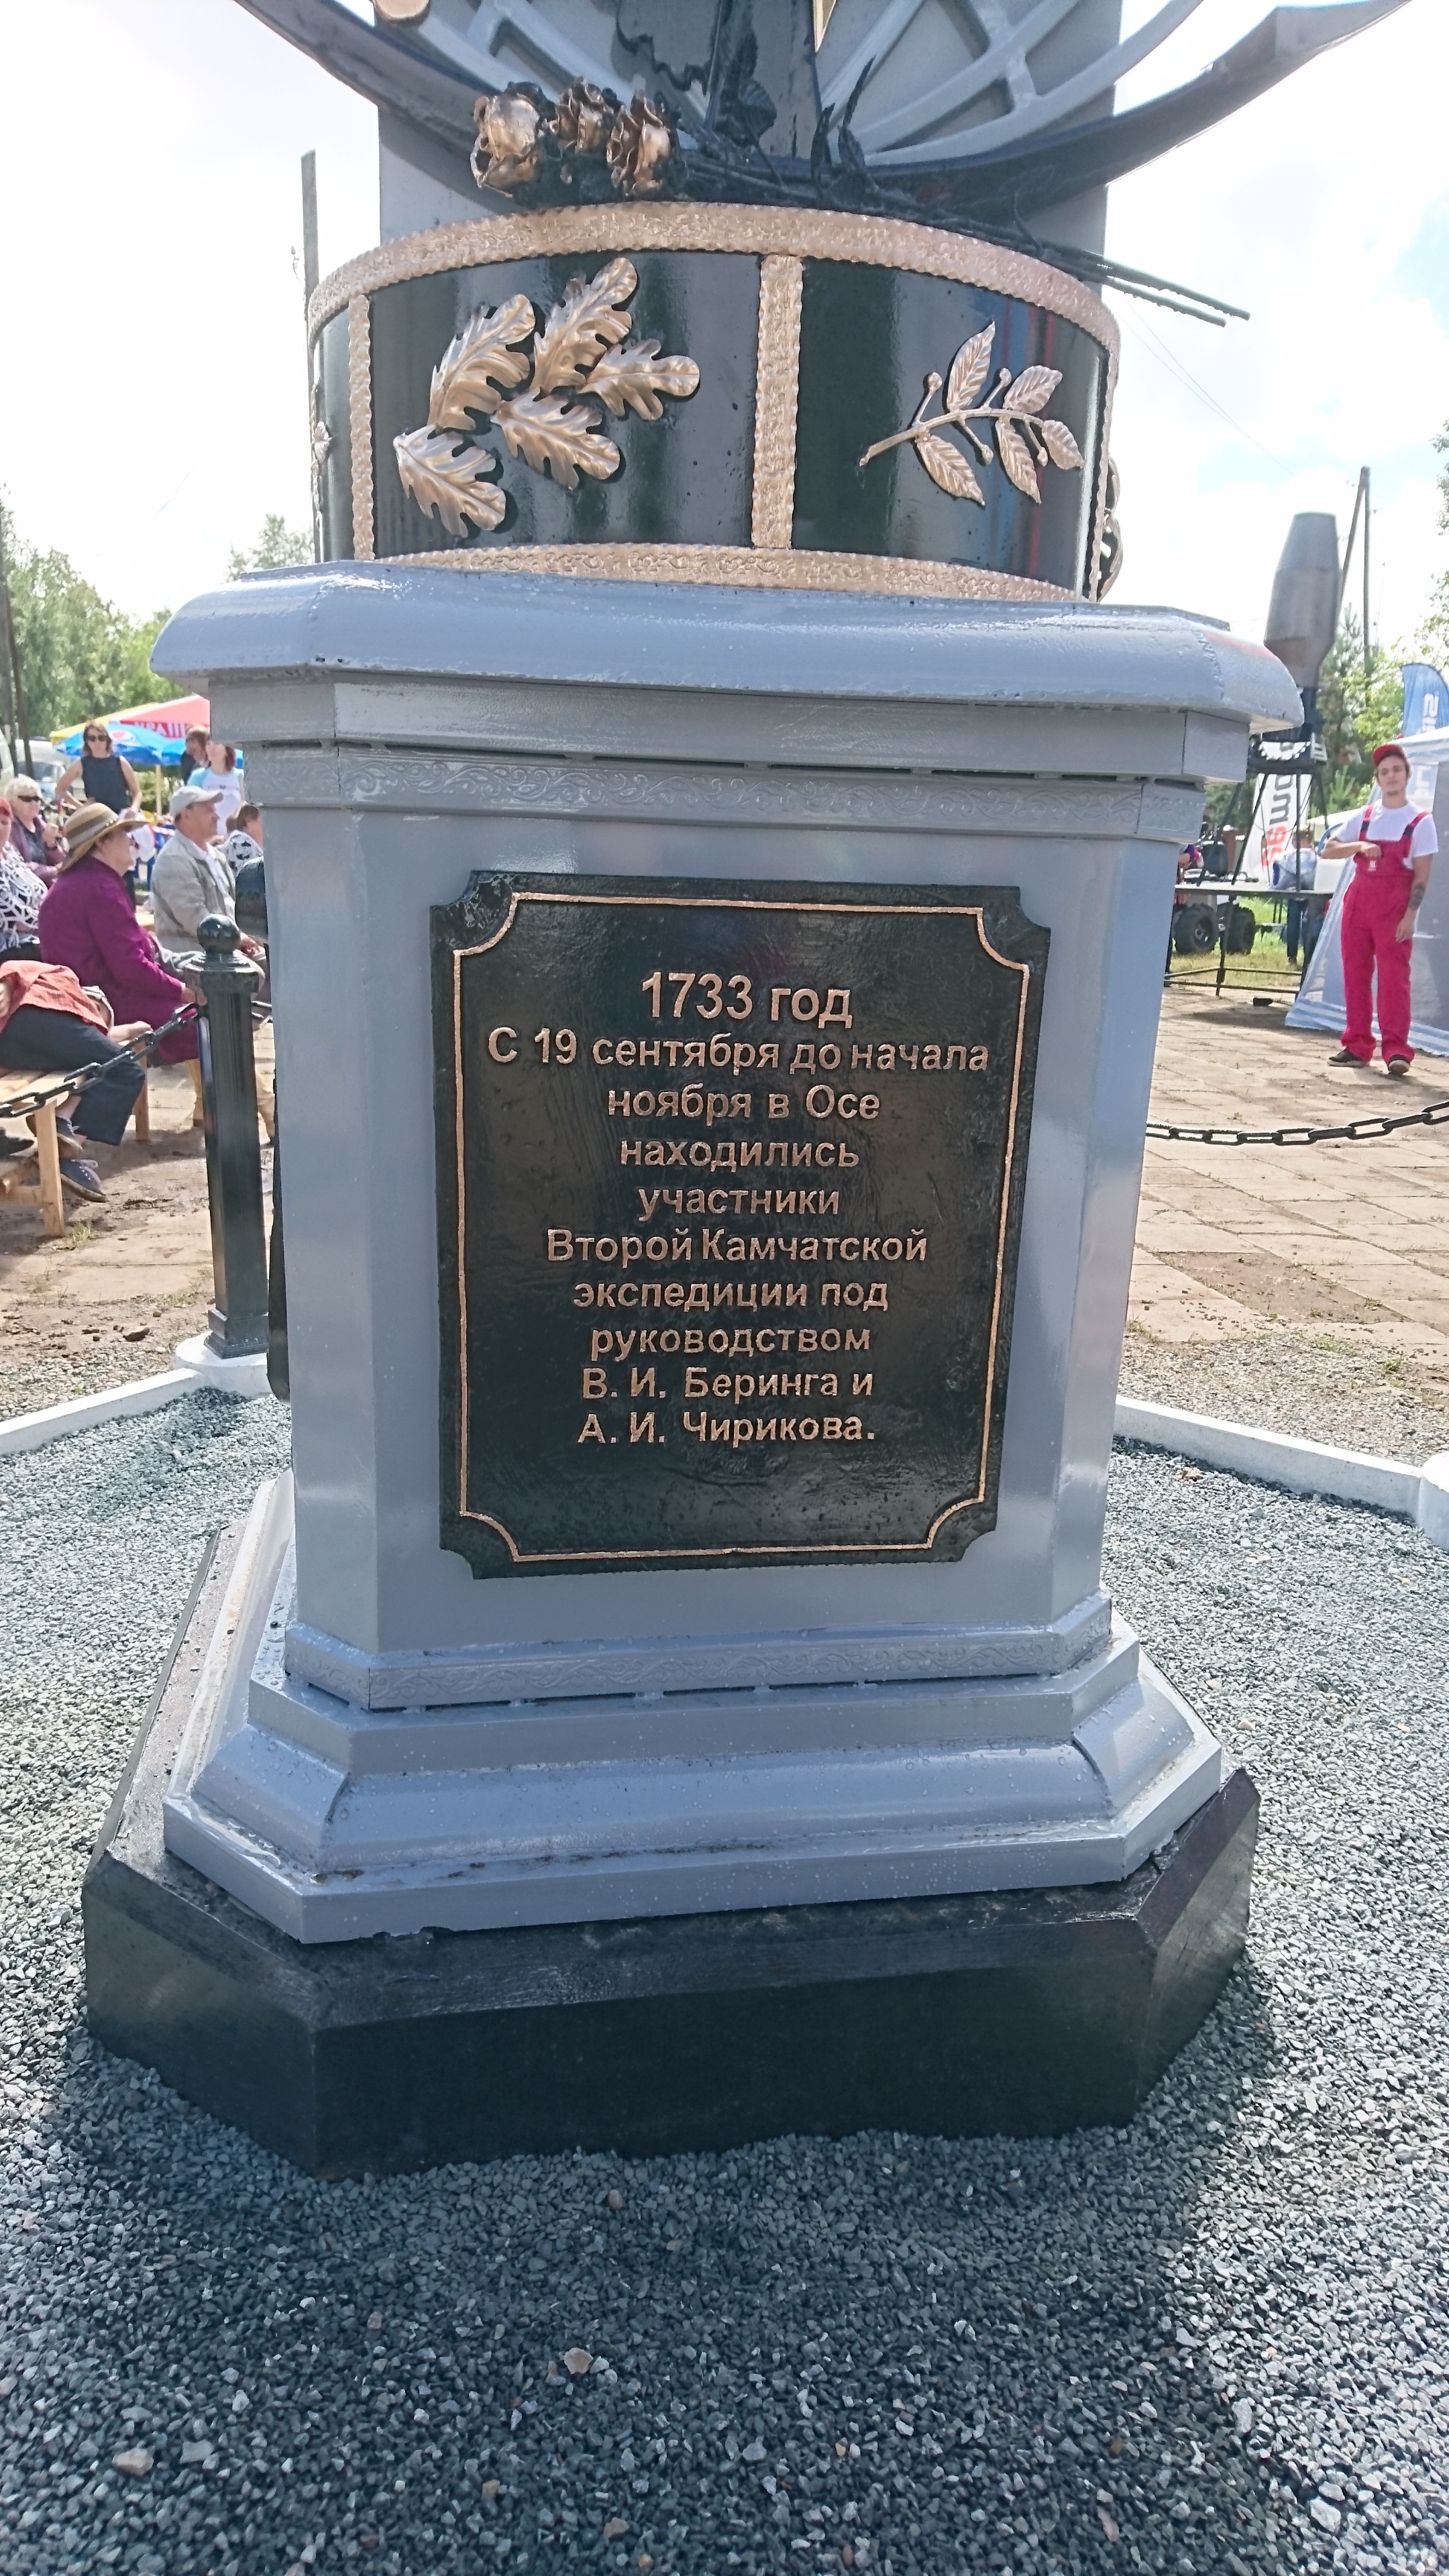 1733 год
С 19 сентября до начала
ноября в Осе
находились
участники
Второй Камчатской
экспедиции под
руководством
В. И. Беринга и
А. И. Чирикова.